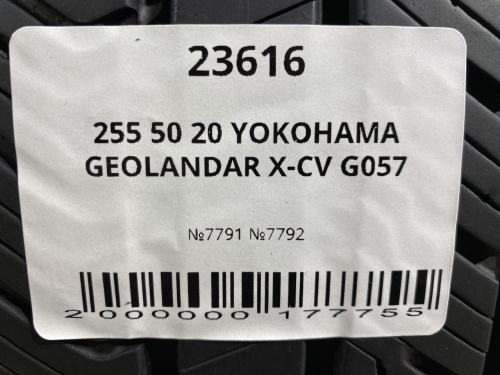 23616
255 50 20 YOKOHAMA
GEOLANDAR X-CV G057
№7791 №7792
2 000000 177755